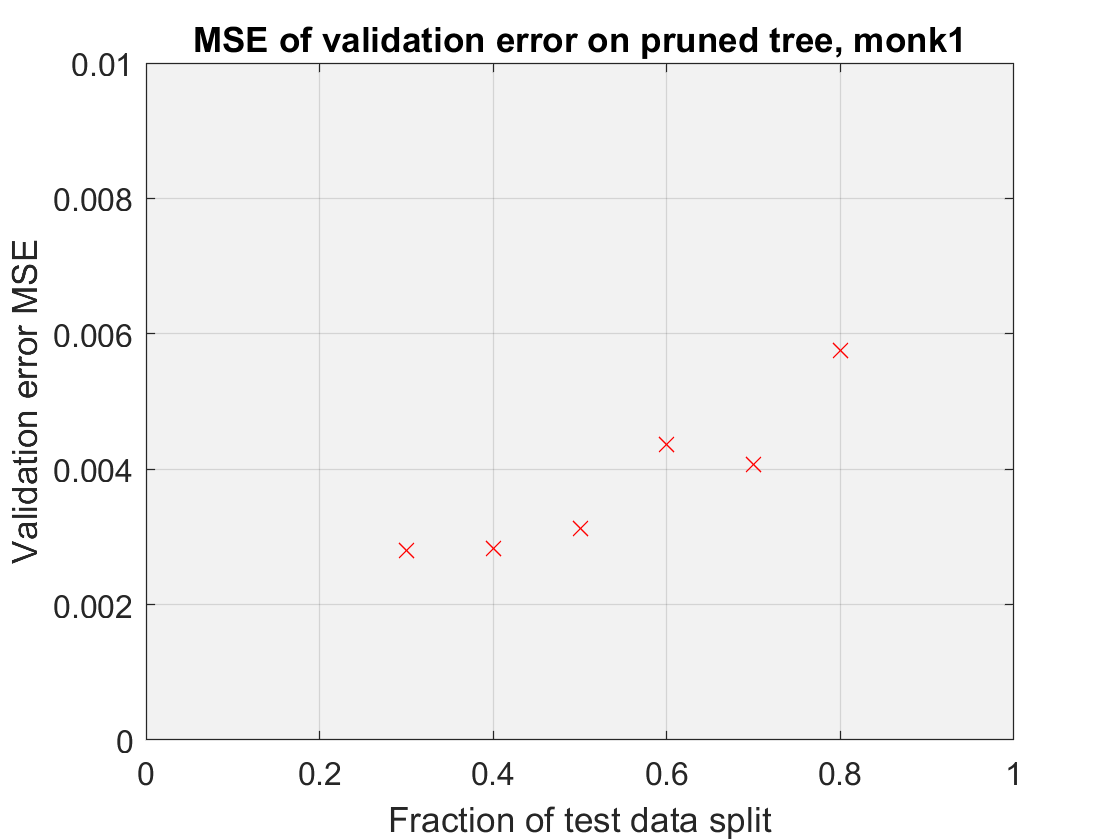 MSE of validation error on pruned tree, monk1
0.01
0.008
0.006
0.004
0.002
0
Validation error MSE
0 0.2 0.4 0.6 0.8 1
Fraction of test data split